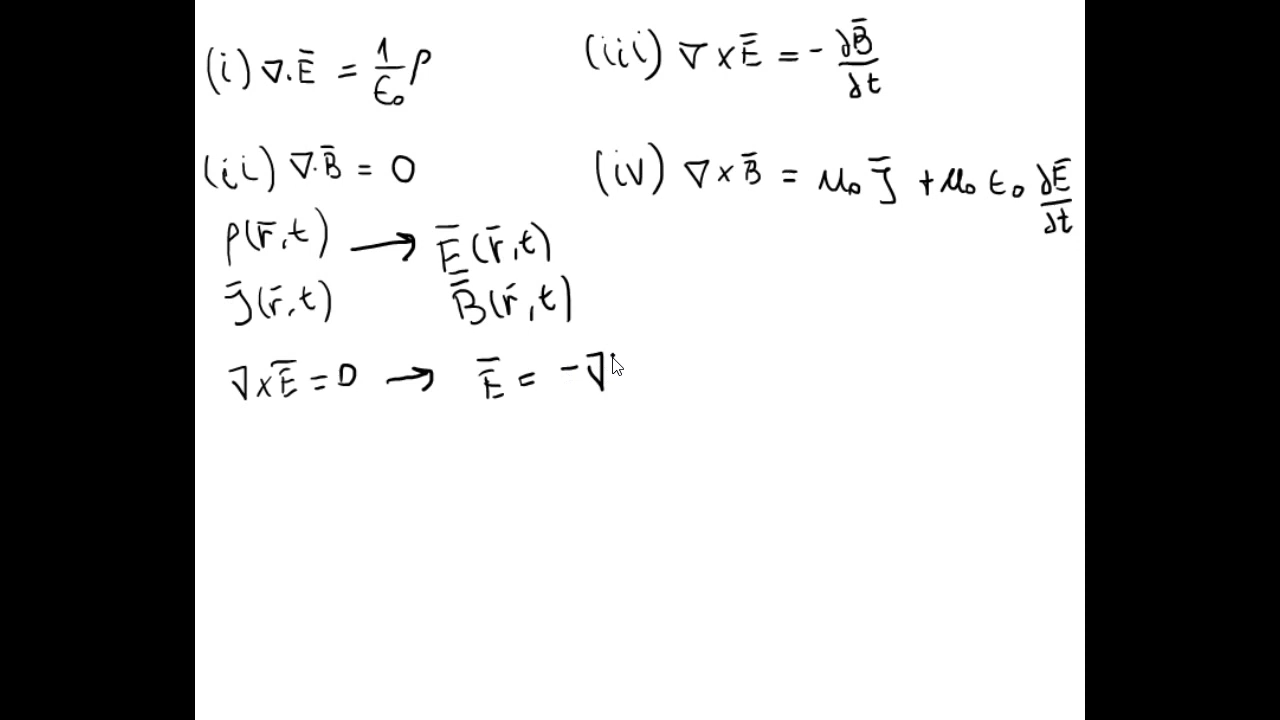 (i) ∇·E̅ = 1/ϵ₀ ρ
(iii) ∇×E̅ = - ∂B̅/∂t
(ii) ∇·B̅ = 0
(iv) ∇×B̅ = μ₀ J̅ + μ₀ ϵ₀ ∂E̅/∂t
ρ(r̅,t) → E̅(r̅,t)
J̅(r̅,t) B̅(r̅,t)
∇×E̅ = 0 → E̅ = -∇